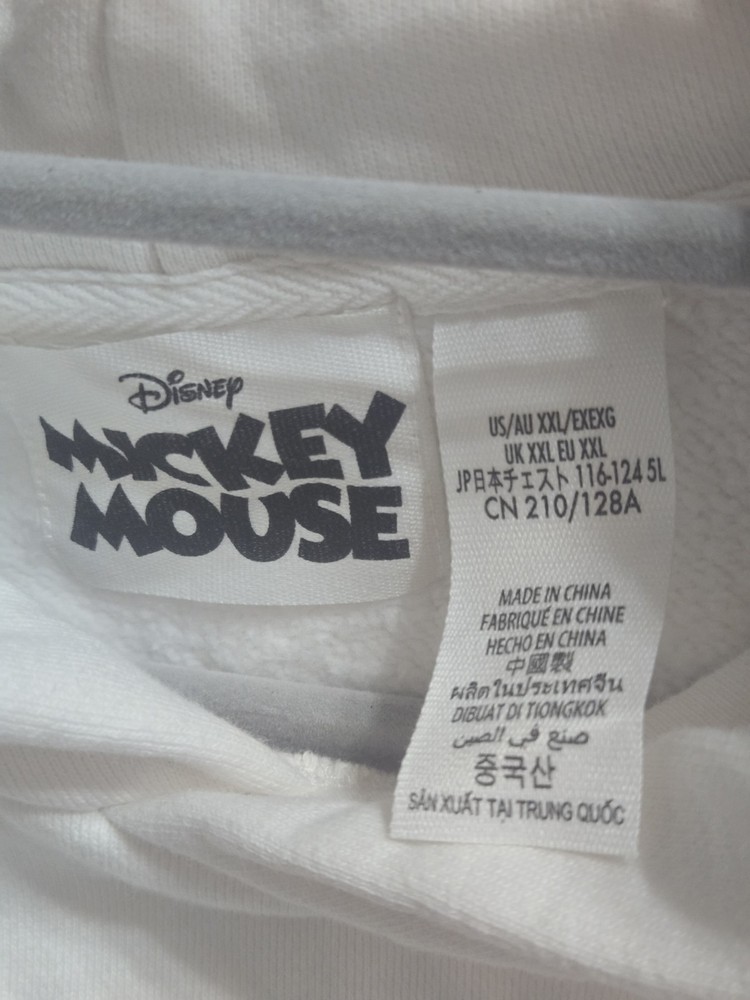 Disney
MICKEY
MOUSE
US/AU XXL/EXEXG
UK XXL EU XXL
JP日本チェスト 116-124 5L
CN 210/128A
MADE IN CHINA
FABRIQUÉ EN CHINE
HECHO EN CHINA
中國製
ผลิตในประเทศจีน
DIBUAT DI TIONGKOK
صنع في الصين
중국산
SẢN XUẤT TẠI TRUNG QUỐC